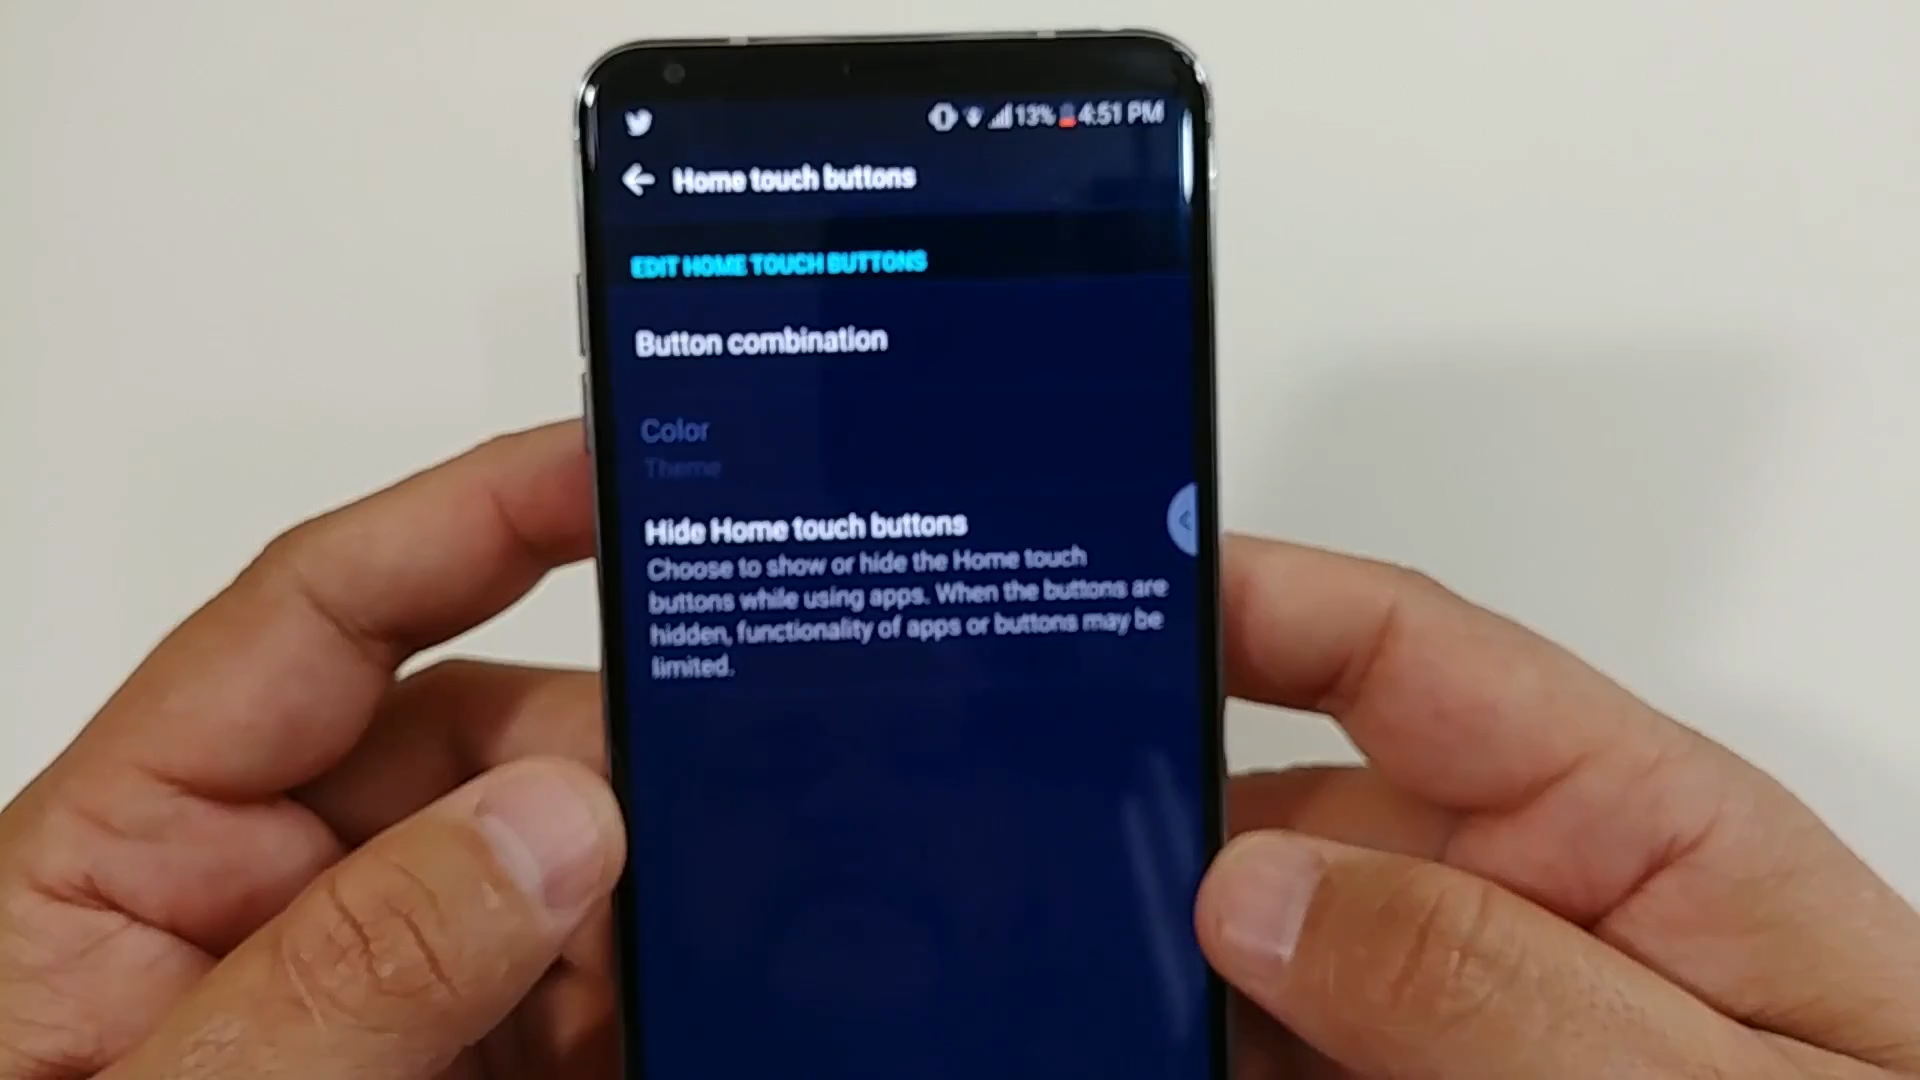 13% 4:51 PM
Home touch buttons
EDIT HOME TOUCH BUTTONS
Button combination
Color
Theme
Hide Home touch buttons
Choose to show or hide the Home touch
buttons while using apps. When the buttons are
hidden, functionality of apps or buttons may be
limited.